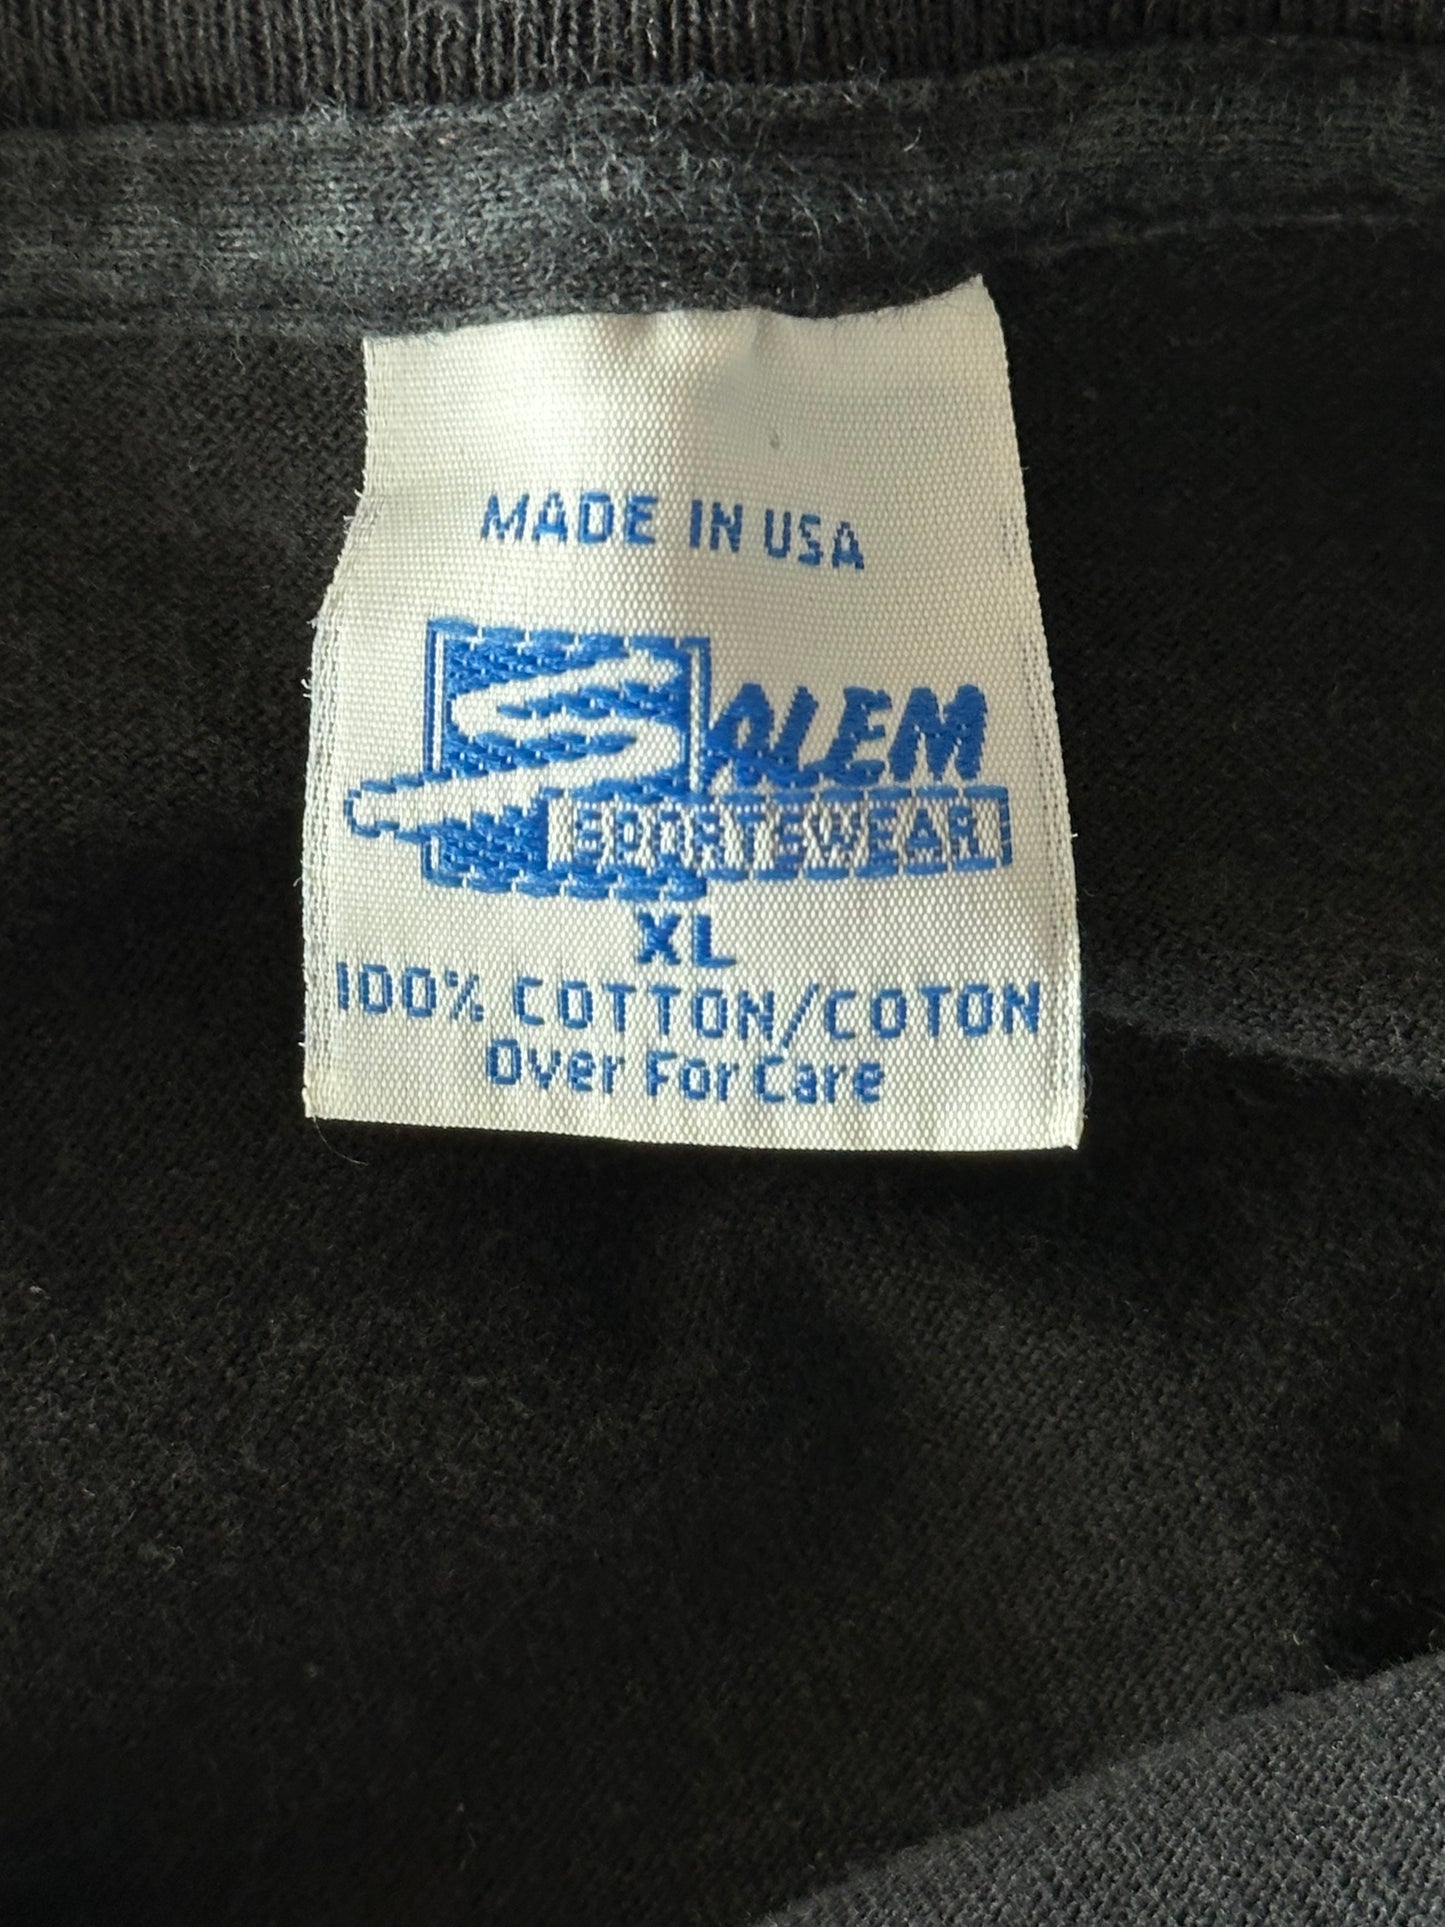 MADE IN USA
SALEM
SPORTSWEAR
XL
100% COTTON/COTON
Over For Care